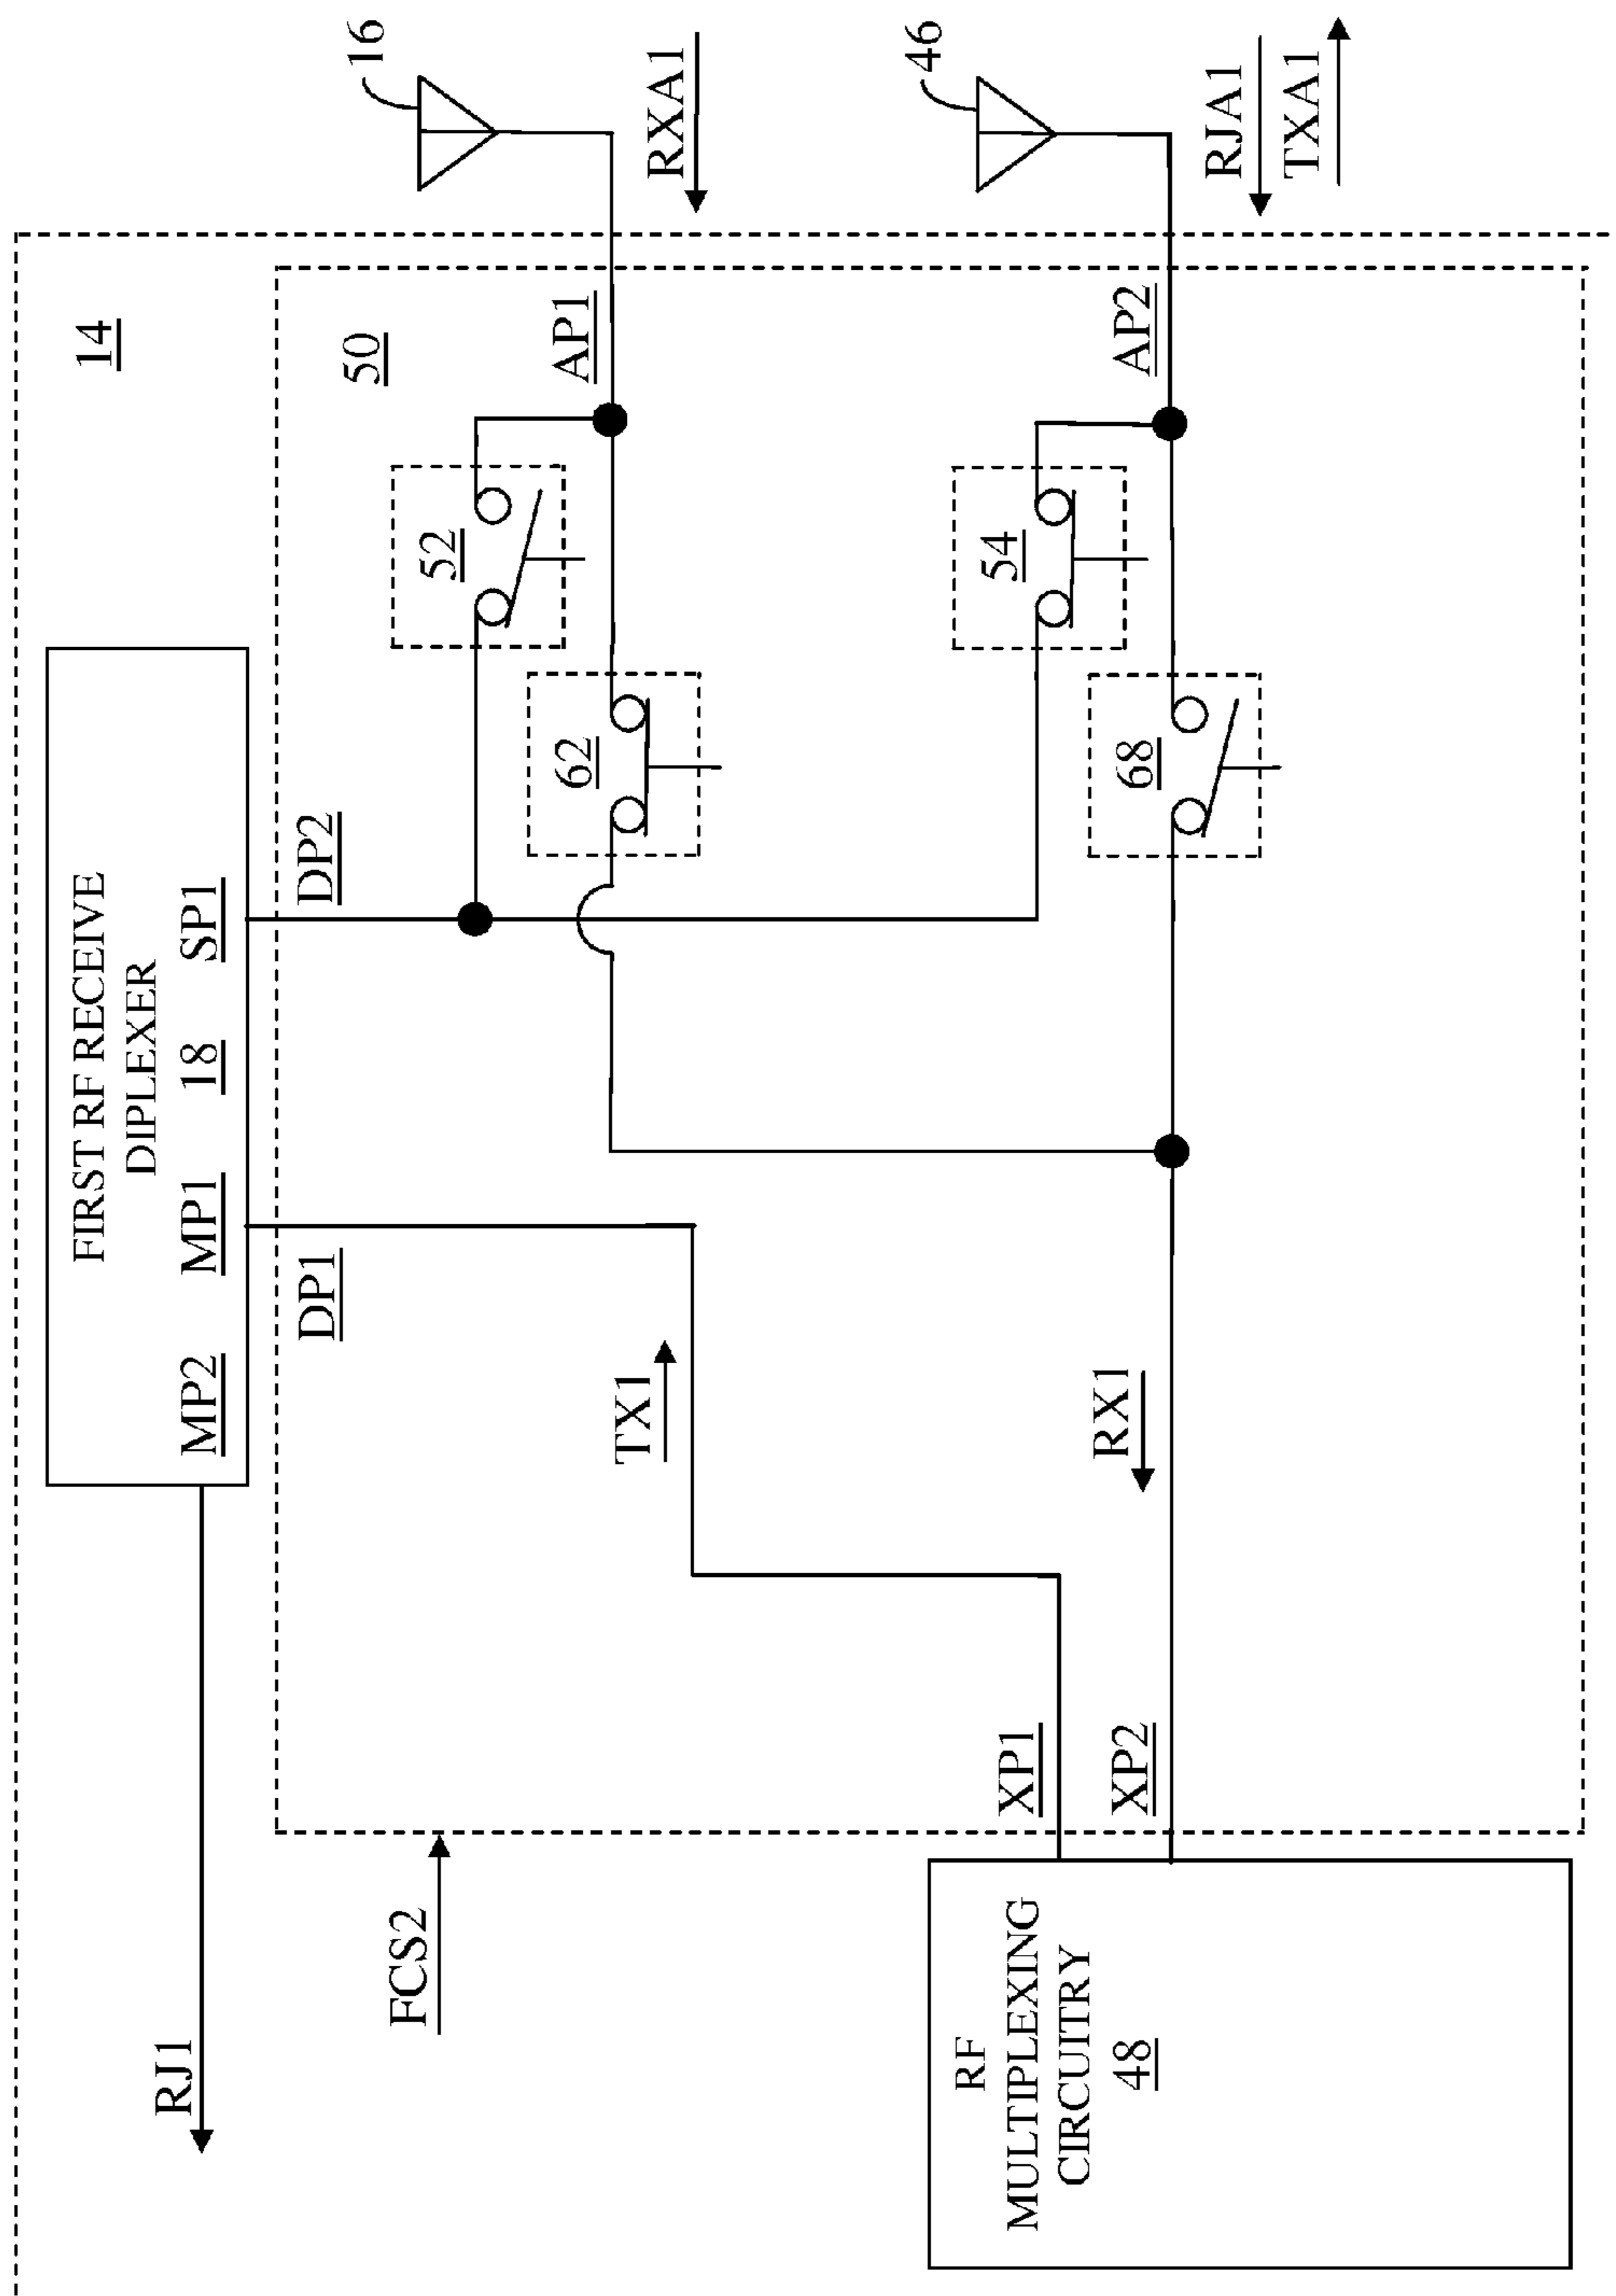 FIRST RF RECEIVE
DIPLEXER
14
RJ1
MP2
MP1
18
SP1
DP1
DP2
50
16
FCS2
52
62
AP1
TX1
RXA1
46
RF
MULTIPLEXING
CIRCUITRY
48
XP1
XP2
RX1
54
68
AP2
RJA1
TXA1